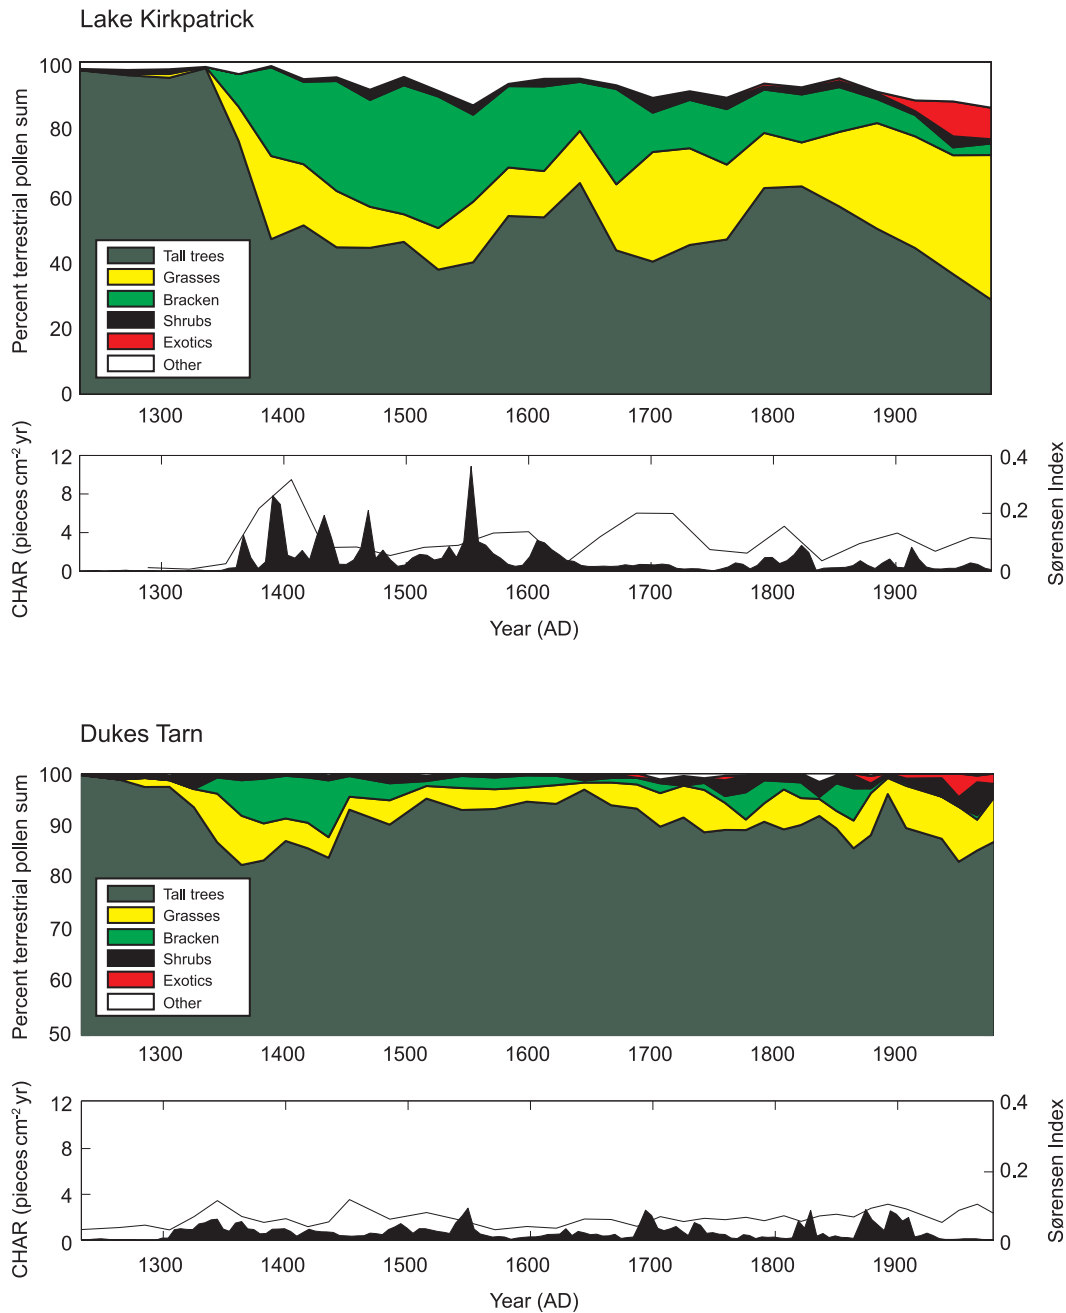 Lake Kirkpatrick
Percent terrestrial pollen sum
100
80
60
40
20
0
Tall trees
Grasses
Bracken
Shrubs
Exotics
Other
1300 1400 1500 1600 1700 1800 1900
CHAR (pieces cm⁻² yr)
12
8
4
0
0.4
0.2
0
Sørensen Index
1300 1400 1500 1600 1700 1800 1900
Year (AD)
Dukes Tarn
Percent terrestrial pollen sum
100
90
80
70
60
50
Tall trees
Grasses
Bracken
Shrubs
Exotics
Other
1300 1400 1500 1600 1700 1800 1900
CHAR (pieces cm⁻² yr)
12
8
4
0
0.4
0.2
0
Sørensen Index
1300 1400 1500 1600 1700 1800 1900
Year (AD)